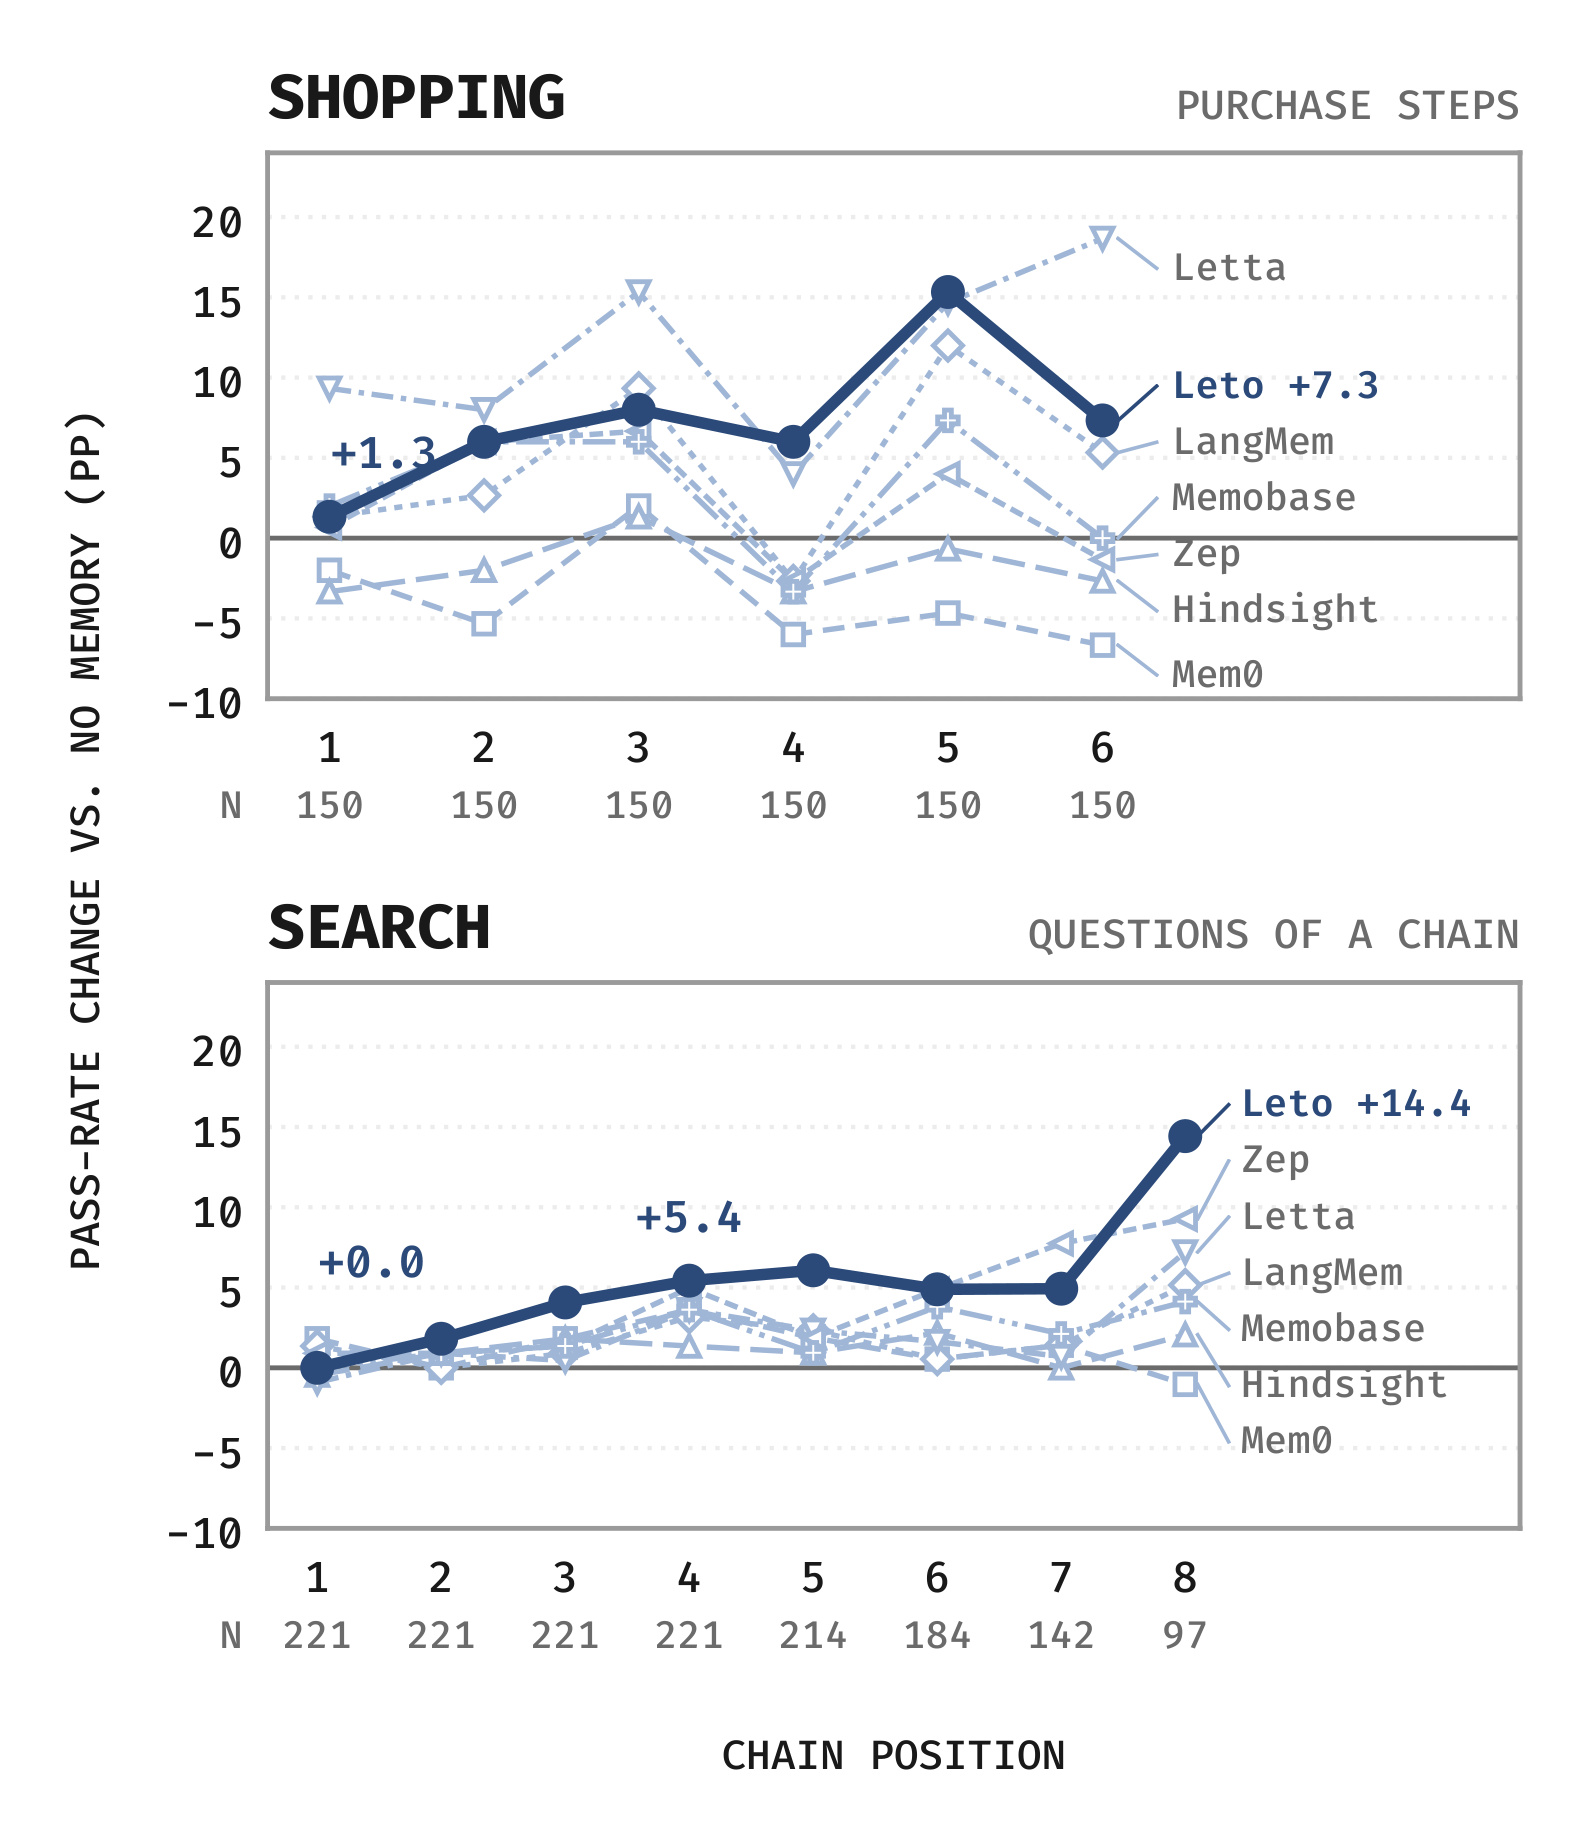 SHOPPING
PURCHASE STEPS
20
15
10
5
0
−5
−10
+1.3
Letta
Leto +7.3
LangMem
Memobase
Zep
Hindsight
Mem0
1 2 3 4 5 6
N 150 150 150 150 150 150
PASS-RATE CHANGE VS. NO MEMORY (PP)
SEARCH
QUESTIONS OF A CHAIN
20
15
10
5
0
−5
−10
+0.0
+5.4
Leto +14.4
Zep
Letta
LangMem
Memobase
Hindsight
Mem0
1 2 3 4 5 6 7 8
N 221 221 221 221 214 184 142 97
CHAIN POSITION